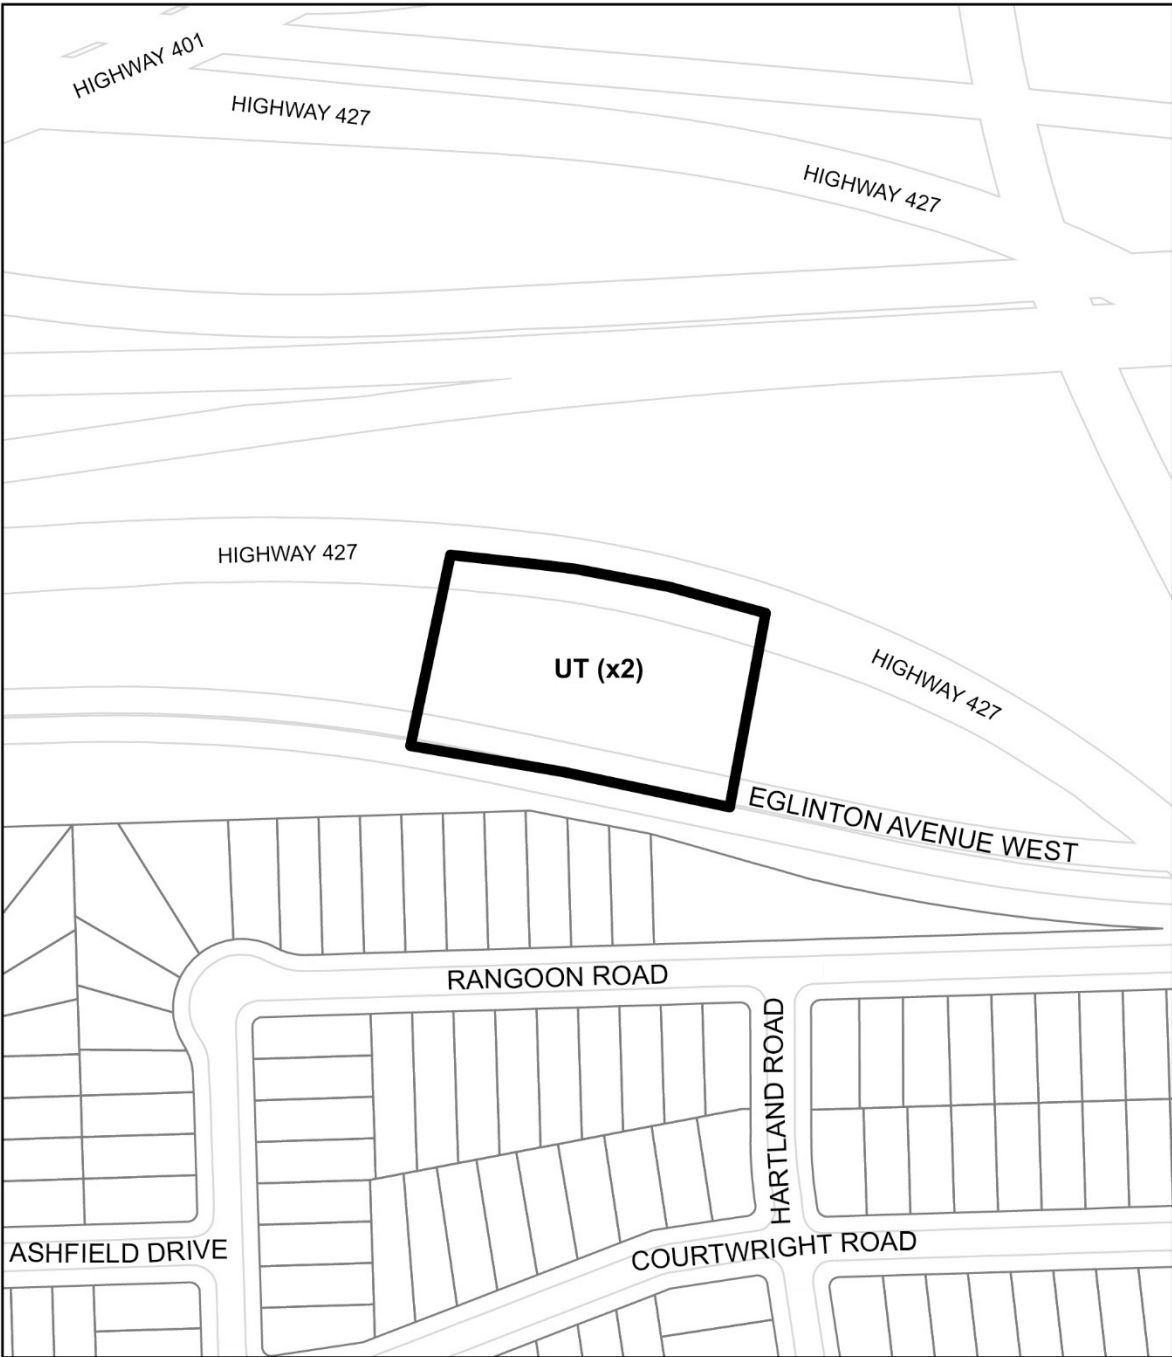 HIGHWAY 401
HIGHWAY 427
HIGHWAY 427
HIGHWAY 427
UT (x2)
HIGHWAY 427
EGLINTON AVENUE WEST
RANGOON ROAD
HARTLAND ROAD
ASHFIELD DRIVE
COURTWRIGHT ROAD